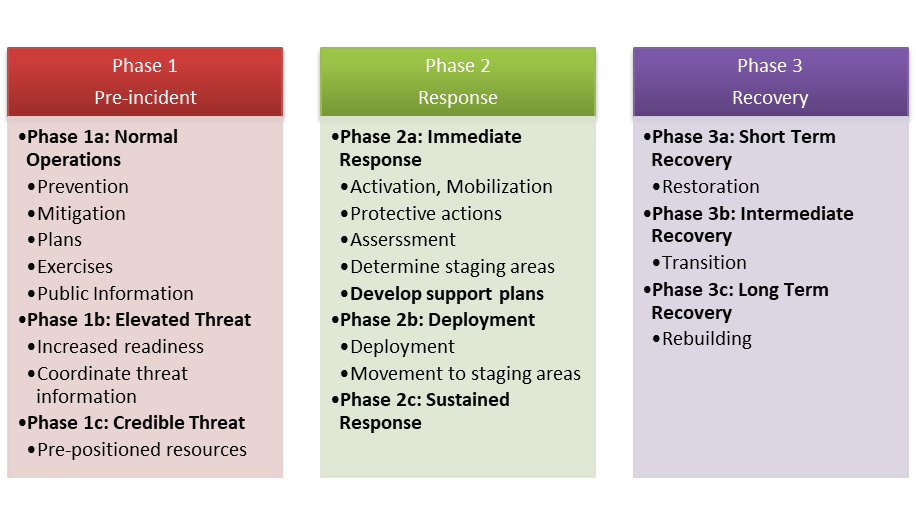 Phase 1
Pre-incident
•Phase 1a: Normal
Operations
•Prevention
•Mitigation
•Plans
•Exercises
•Public Information
•Phase 1b: Elevated Threat
•Increased readiness
•Coordinate threat
information
•Phase 1c: Credible Threat
•Pre-positioned resources
Phase 2
Response
•Phase 2a: Immediate
Response
•Activation, Mobilization
•Protective actions
•Asserssment
•Determine staging areas
•Develop support plans
•Phase 2b: Deployment
•Deployment
•Movement to staging areas
•Phase 2c: Sustained
Response
Phase 3
Recovery
•Phase 3a: Short Term
Recovery
•Restoration
•Phase 3b: Intermediate
Recovery
•Transition
•Phase 3c: Long Term
Recovery
•Rebuilding